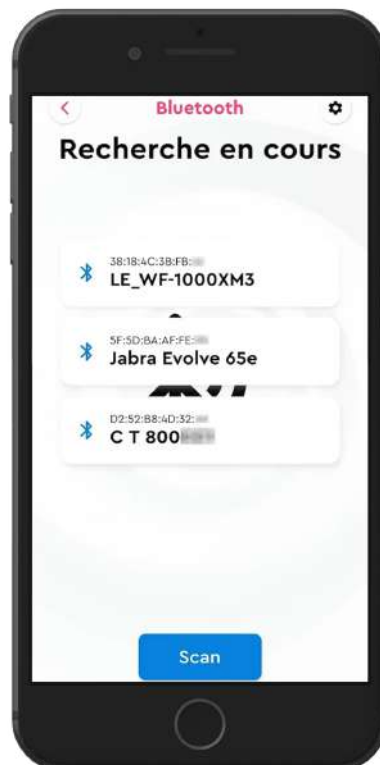 Bluetooth
Recherche en cours
38:18:4C:3B:FB:
LE_WF-1000XM3
5F:5D:BA:AF:FE:
Jabra Evolve 65e
D2:52:B8:4D:32:
C T 800
Scan